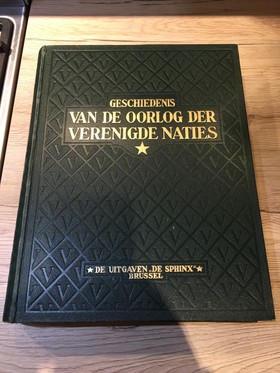 GESCHIEDENIS
VAN DE OORLOG DER
VERENIGDE NATIES
★
★DE UITGAVEN „DE SPHINX"★
BRUSSEL